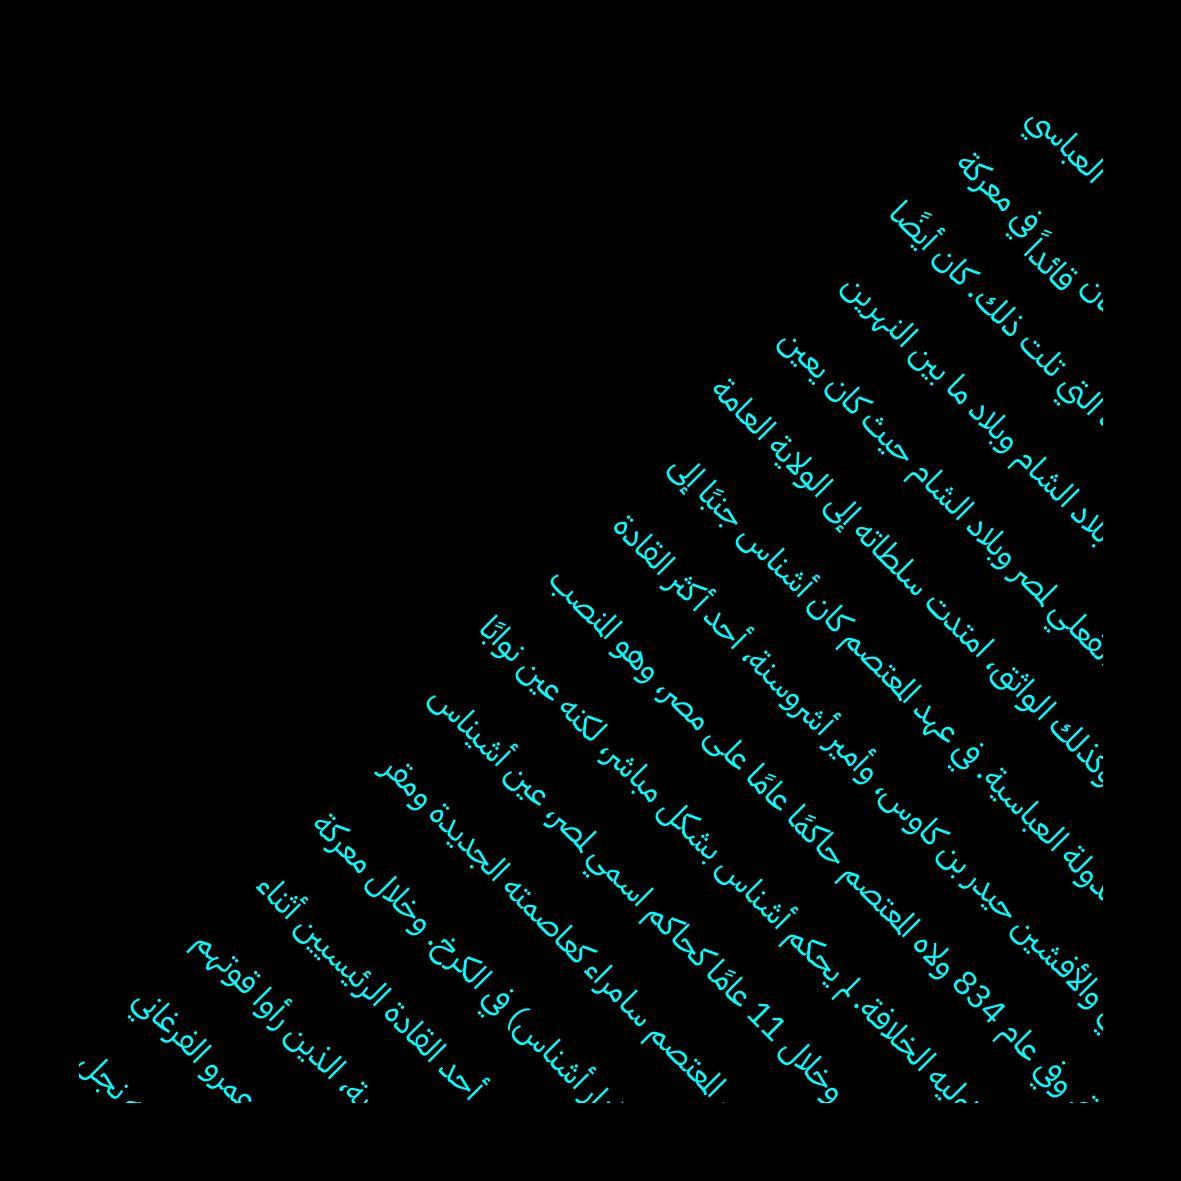 العباسي
قائداً في معركة
التي تلت ذلك. كان أيضًا
بلاد الشام وبلاد ما بين النهرين
لمصر وبلاد الشام حيث كان يعين
وكذلك الواثق، امتدت سلطاته إلى الولاية العامة
العباسية. في عهد المعتصم كان أشناس جنبًا إلى
والأفشين حيدر بن كاوس، وأمير أشروسنة، أحد أكثر القادة
وفي عام 834 ولاه المعتصم حاكمًا عامًا على مصر، وهو المنصب
الخلافة. لم يحكم أشناس بشكل مباشر، لكنه عين نوابًا
وخلال 11 عامًا كحاكم اسمي لمصر، عين أشيناس
المعتصم سامراء كعاصمته الجديدة ومقر
أشناس) في الكرخ. وخلال معركة
أحد القادة الرئيسيين أثناء
الذين رأوا قوتهم
عمرو الفرغاني
نجل